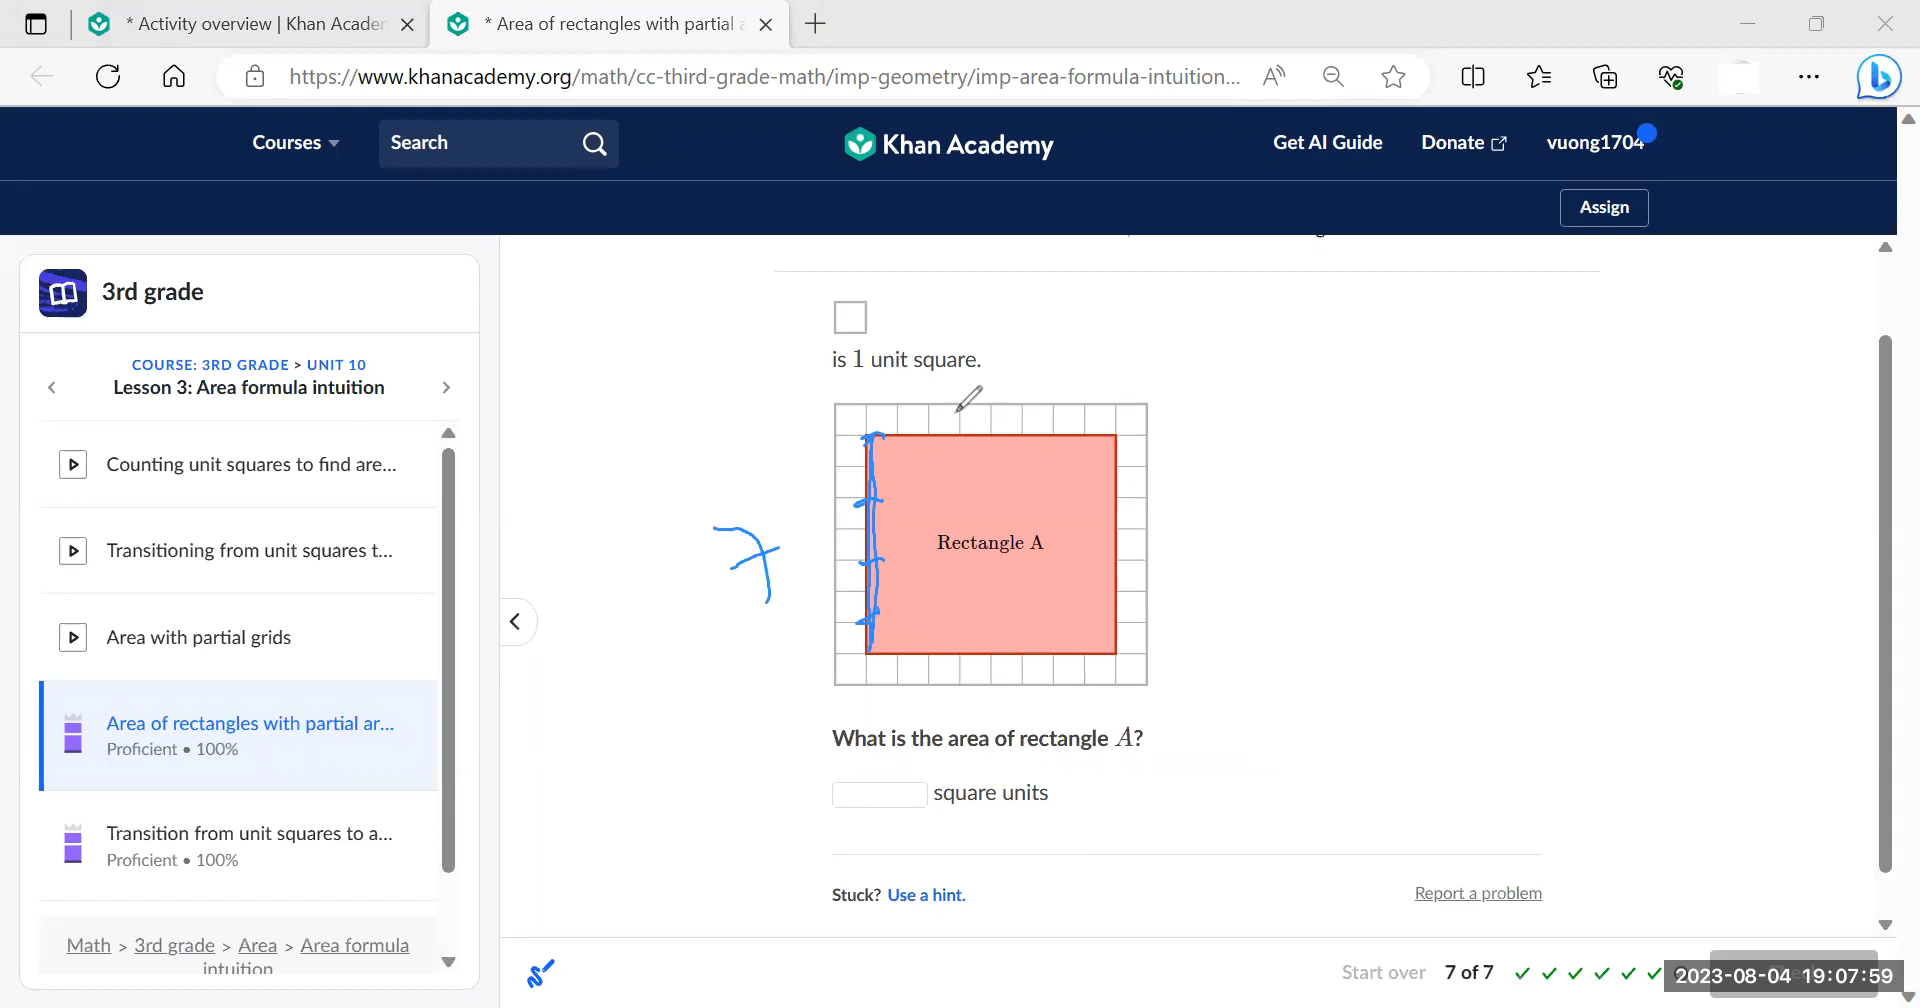 * Activity overview | Khan Academ
* Area of rectangles with partial a
https://www.khanacademy.org/math/cc-third-grade-math/imp-geometry/imp-area-formula-intuition...
Courses
Search
Khan Academy
Get AI Guide
Donate
vuong1704
Assign
3rd grade
COURSE: 3RD GRADE > UNIT 10
Lesson 3: Area formula intuition
Counting unit squares to find are...
Transitioning from unit squares t...
Area with partial grids
Area of rectangles with partial ar...
Proficient • 100%
Transition from unit squares to a...
Proficient • 100%
Math > 3rd grade > Area > Area formula
intuition
is 1 unit square.
7
Rectangle A
What is the area of rectangle A?
square units
Stuck? Use a hint.
Report a problem
Start over
7 of 7
2023-08-04 19:07:59